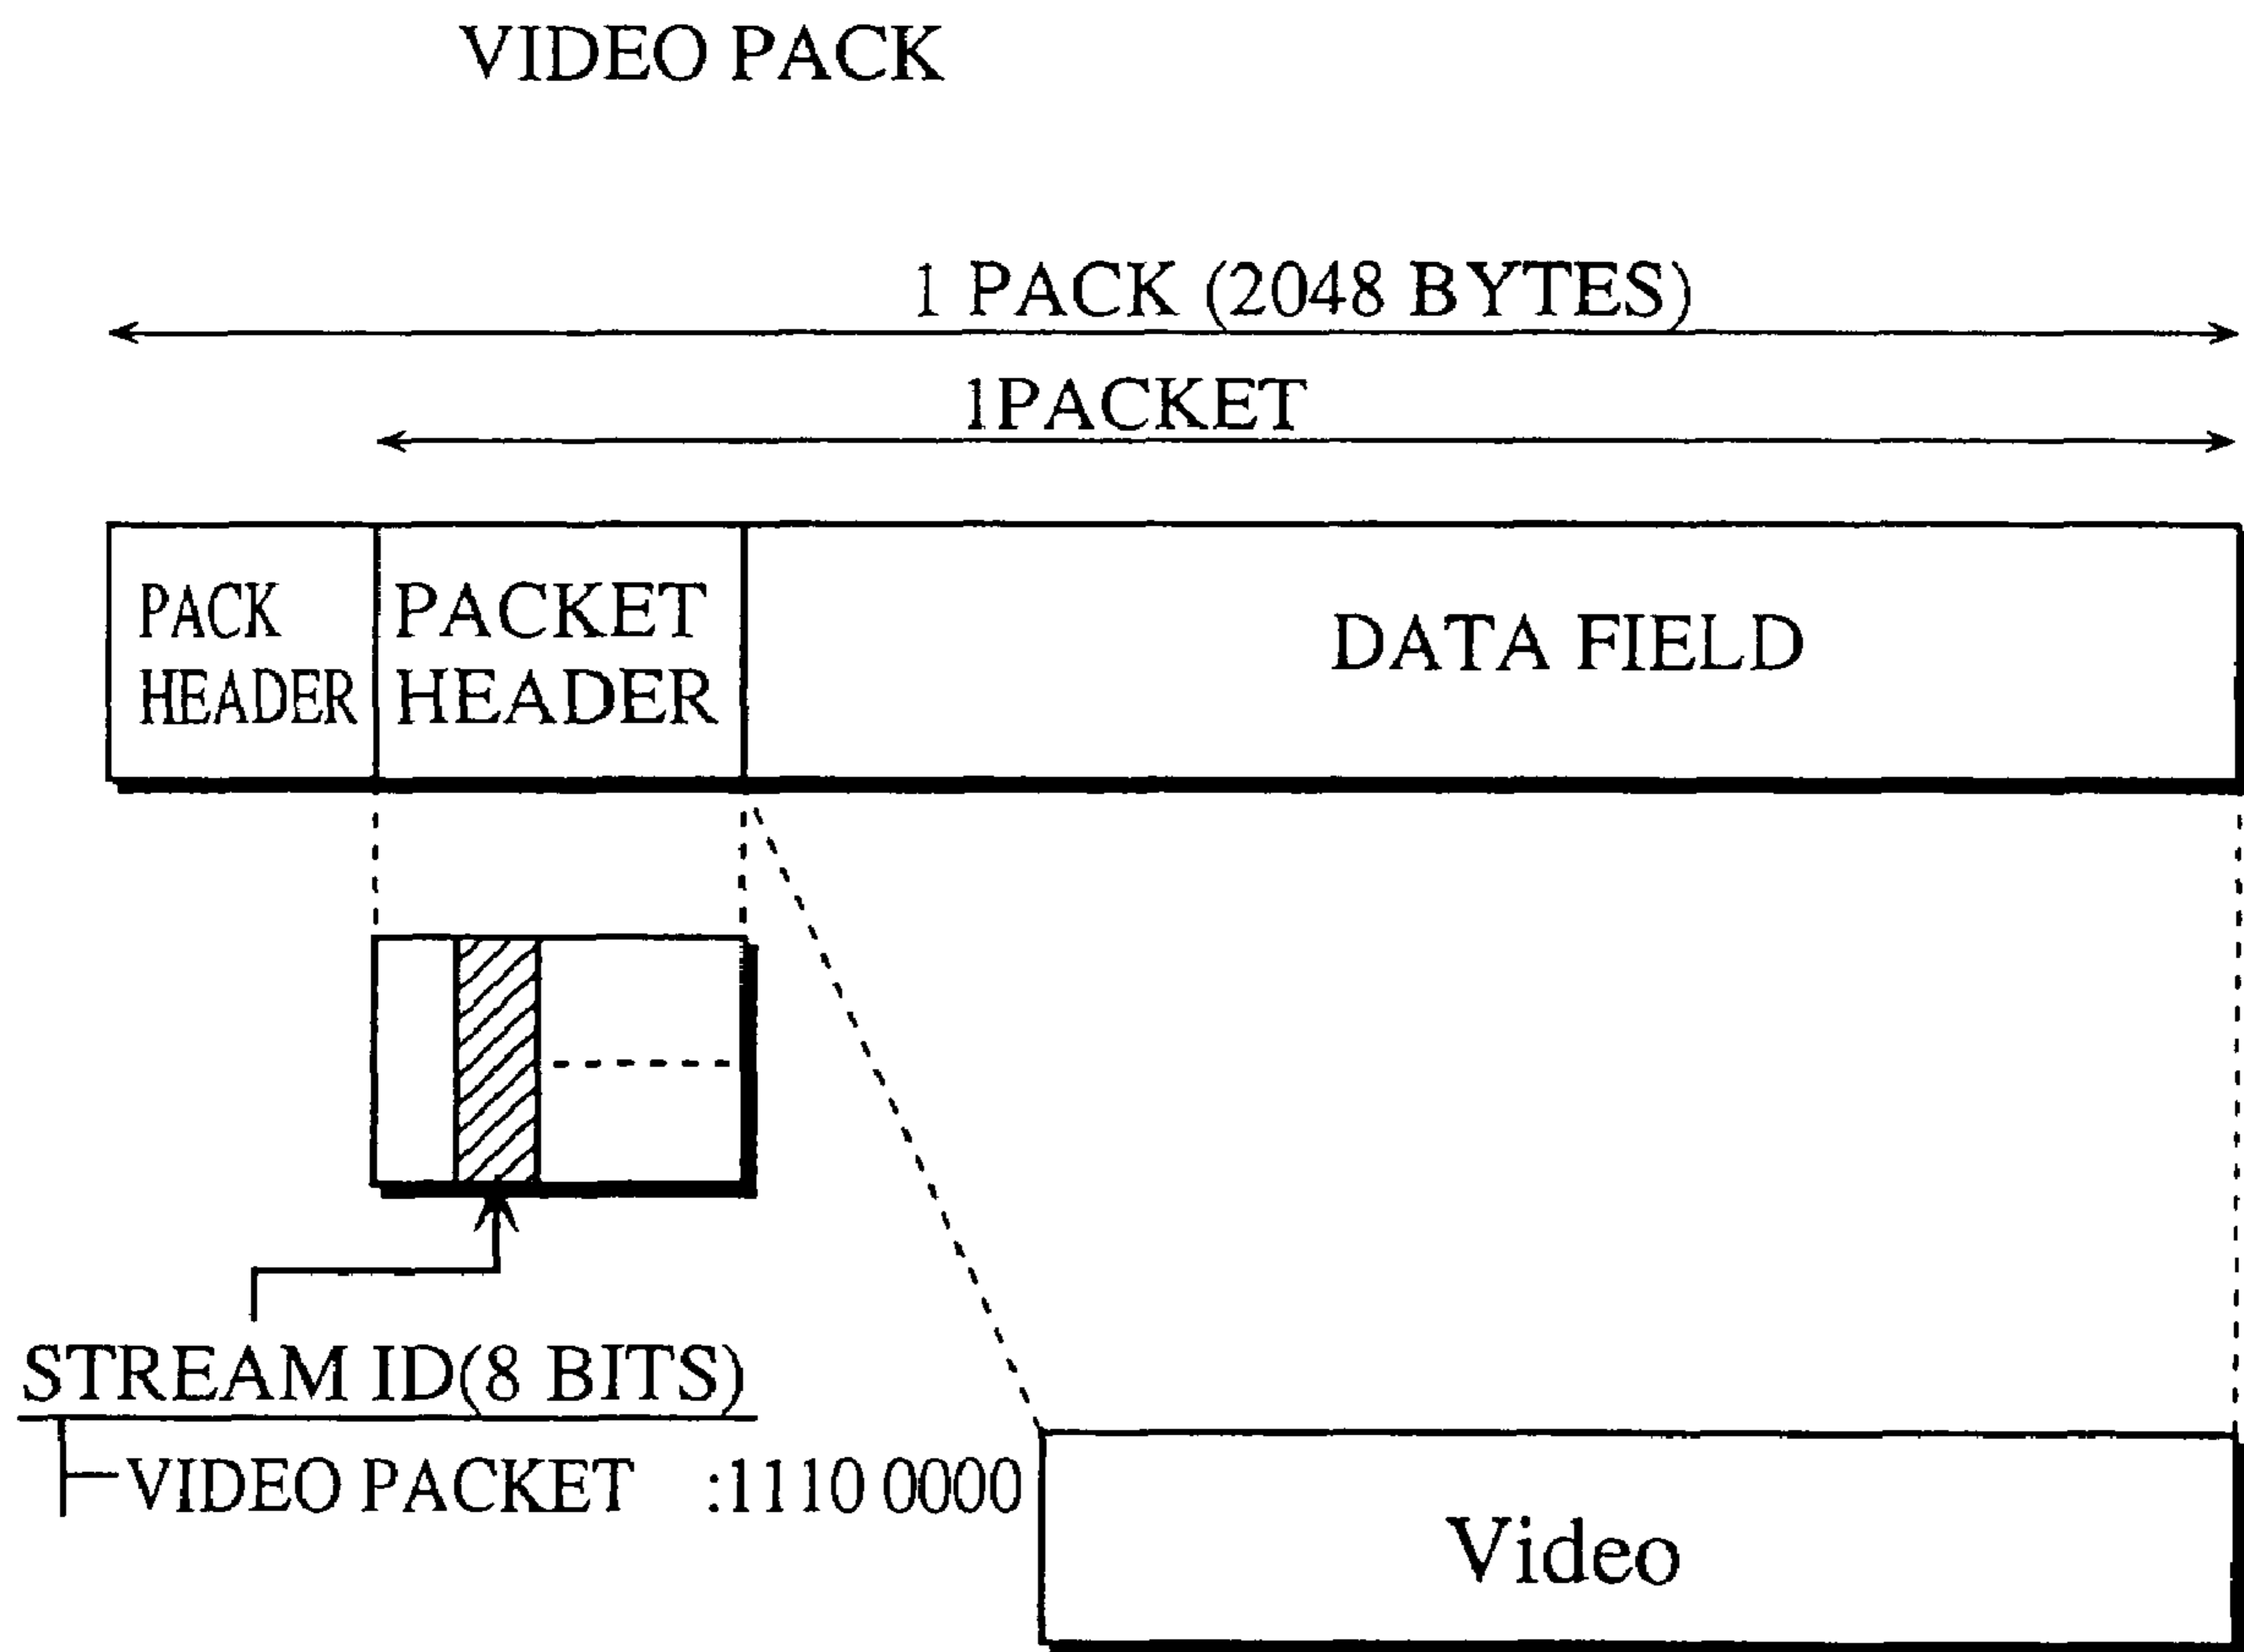 VIDEO PACK
1 PACK (2048 BYTES)
1PACKET
PACK
HEADER
PACKET
HEADER
DATA FIELD
STREAM ID(8 BITS)
VIDEO PACKET :1110 0000
Video